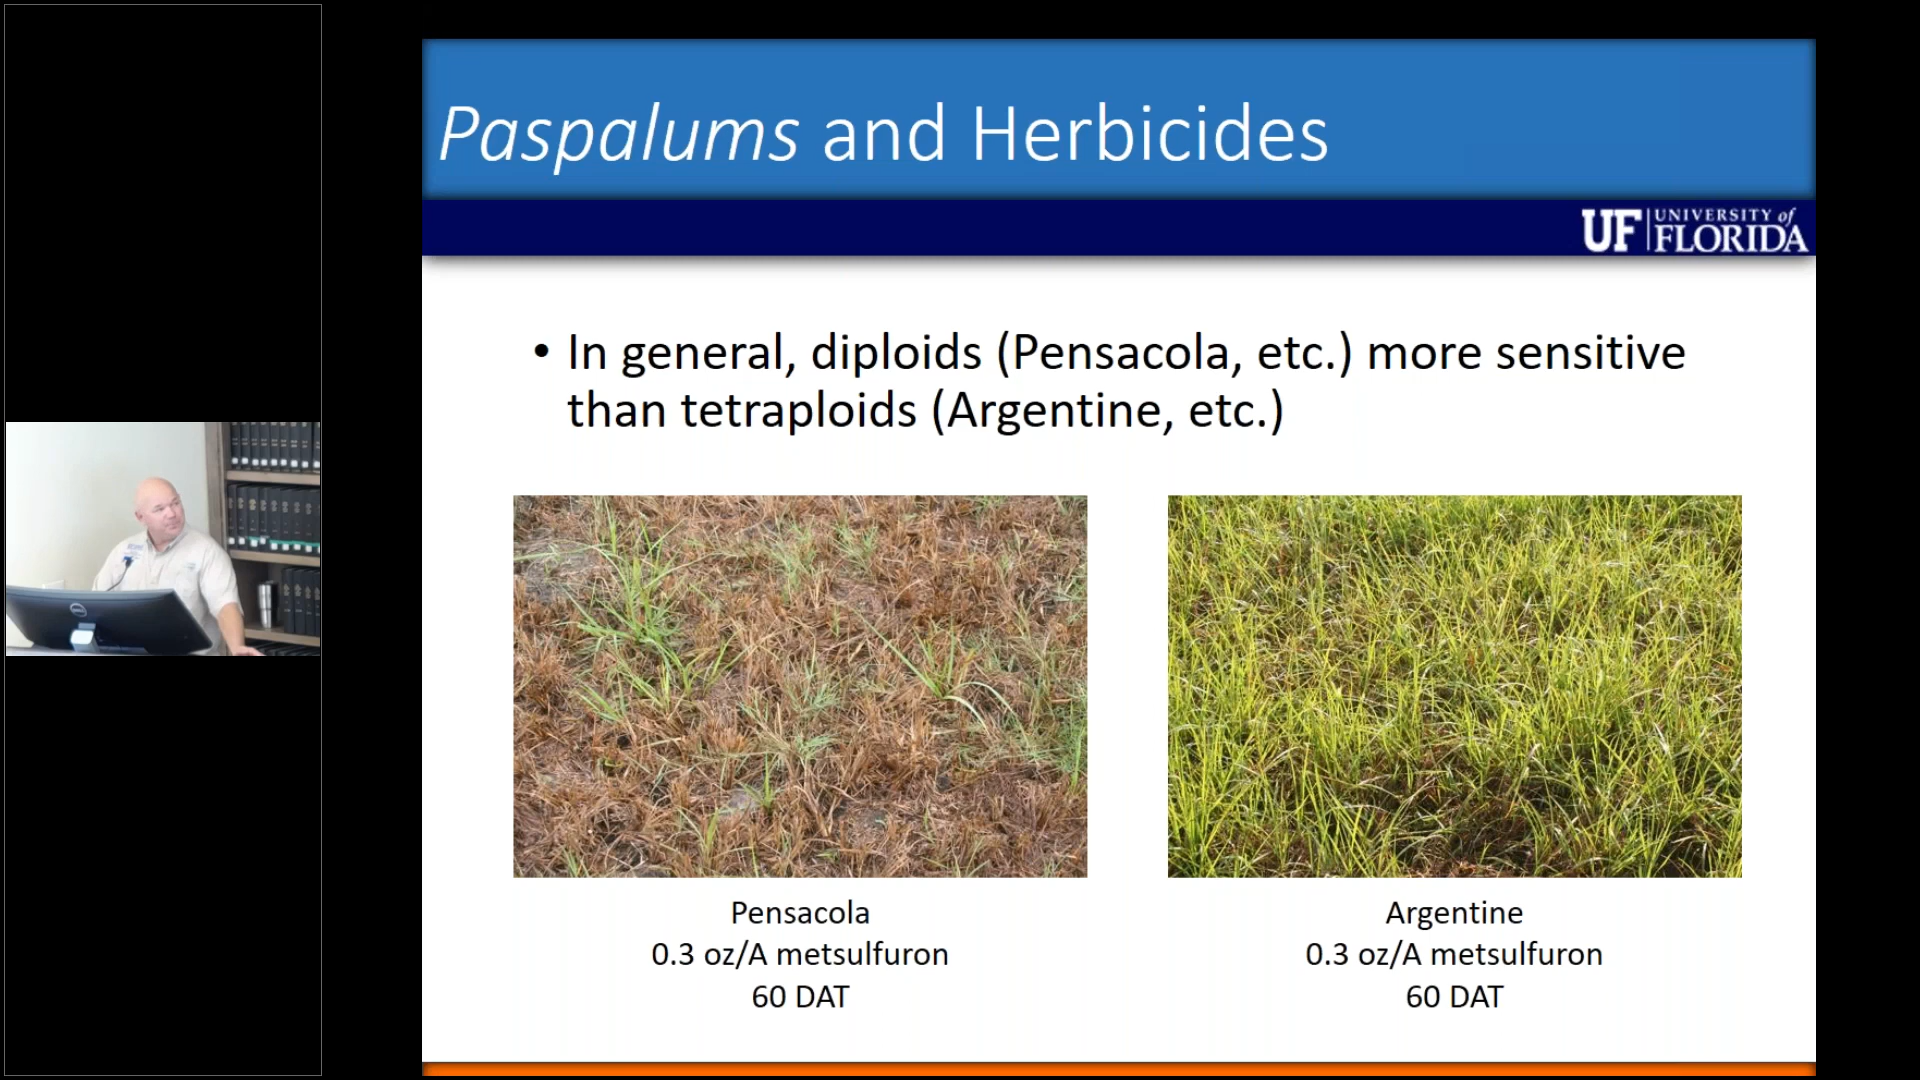 Paspalums and Herbicides
UF UNIVERSITY of
FLORIDA
• In general, diploids (Pensacola, etc.) more sensitive
than tetraploids (Argentine, etc.)
Pensacola
0.3 oz/A metsulfuron
60 DAT
Argentine
0.3 oz/A metsulfuron
60 DAT